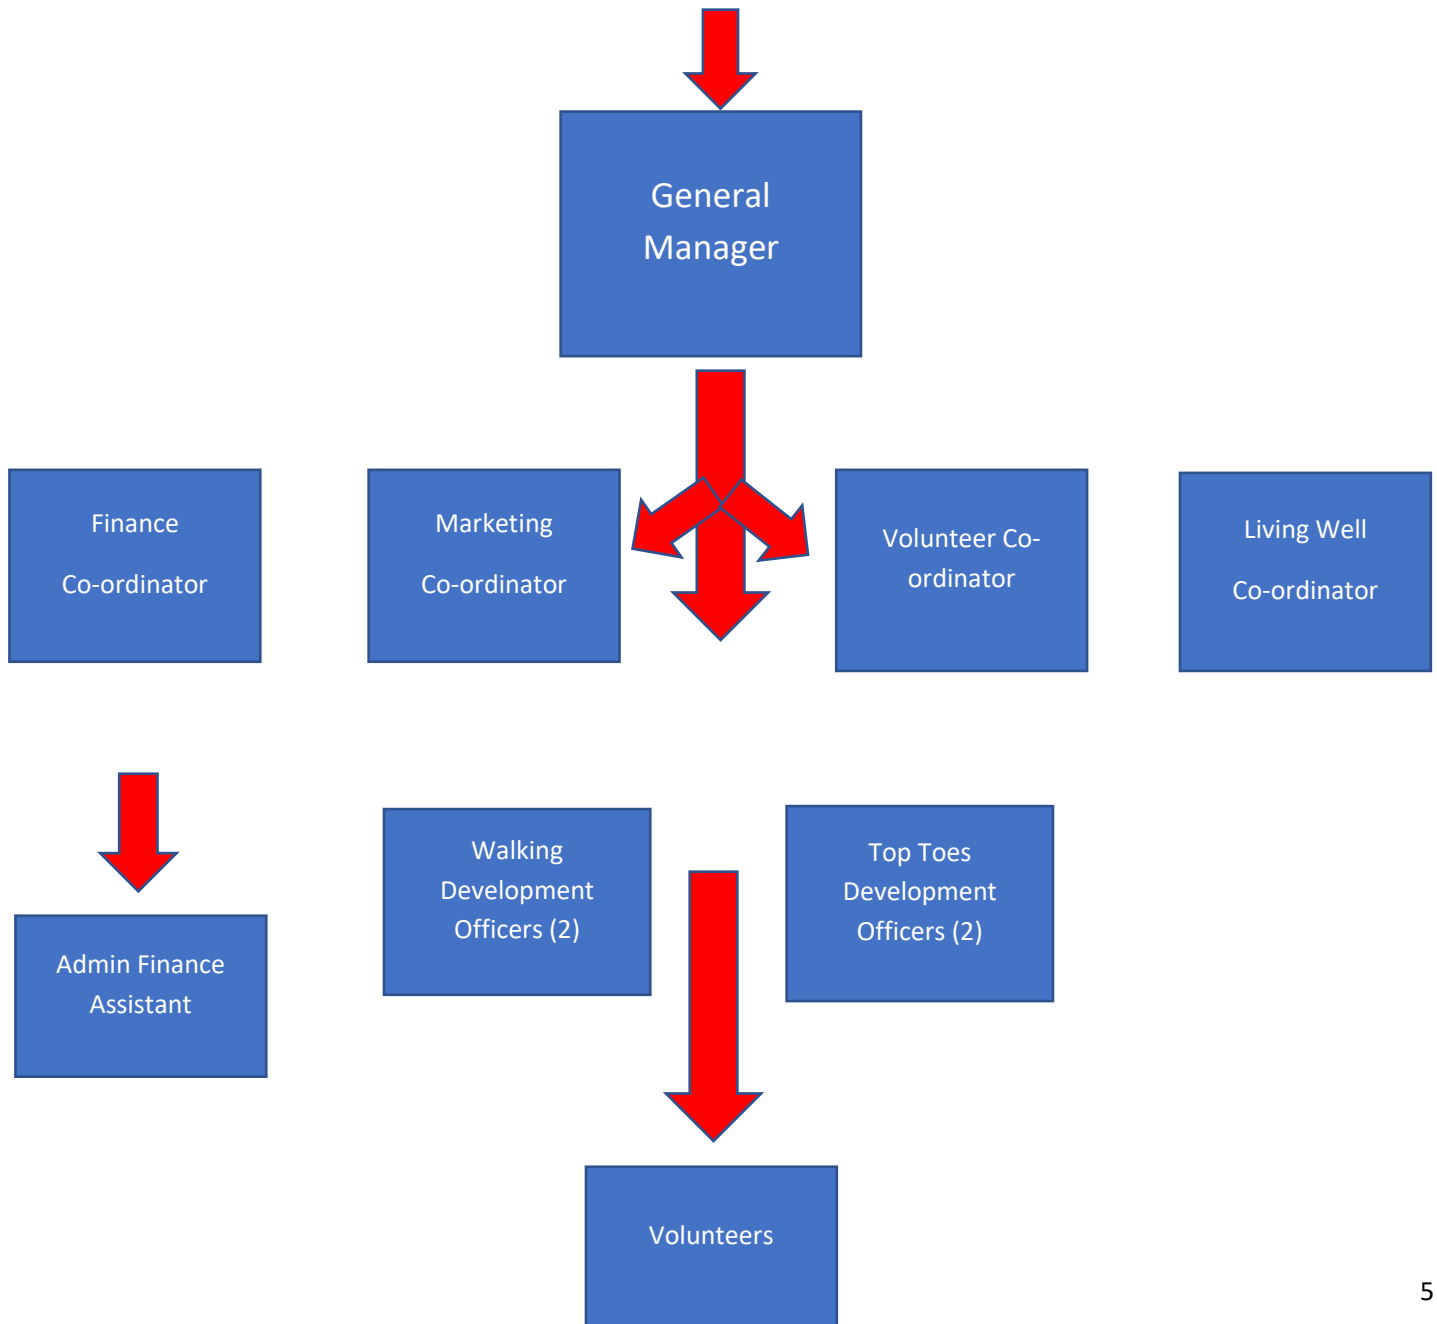 General
Manager
Finance
Co-ordinator
Marketing
Co-ordinator
Volunteer Co-
ordinator
Living Well
Co-ordinator
Walking
Development
Officers (2)
Top Toes
Development
Officers (2)
Admin Finance
Assistant
Volunteers
5